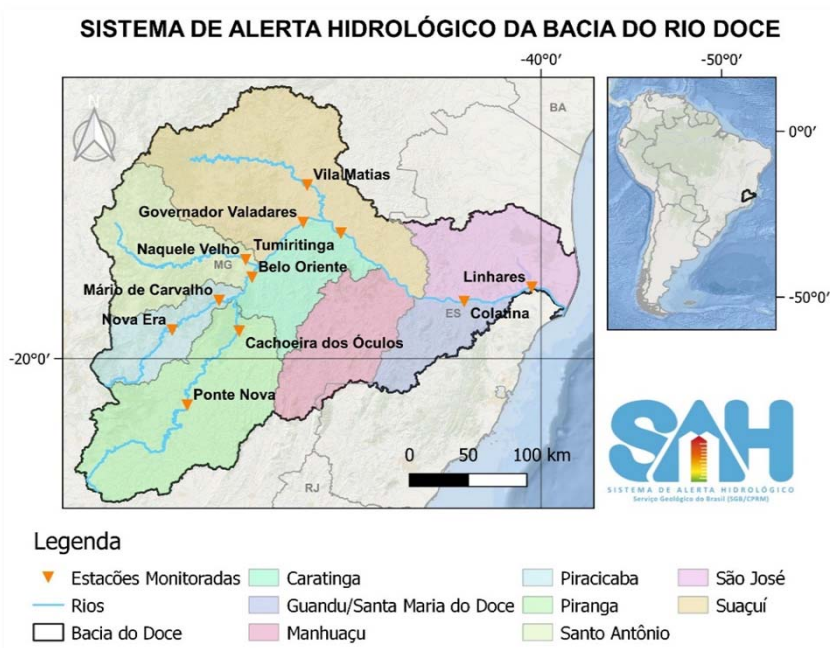 SISTEMA DE ALERTA HIDROLÓGICO DA BACIA DO RIO DOCE
-40°0'
-50°0'
BA
N
0°0'
Vila Matias
Governador Valadares
Naquele Velho
Tumiritinga
MG
Belo Oriente
Linhares
Mário de Carvalho
-50°0'
Nova Era
ES
Colatina
Cachoeira dos Óculos
-20°0'
Ponte Nova
0 50 100 km
RJ
SAH
SISTEMA DE ALERTA HIDROLÓGICO
Serviço Geológico do Brasil (SGB/CPRM)
Legenda
Estacões Monitoradas
Rios
Bacia do Doce
Caratinga
Guandu/Santa Maria do Doce
Manhuaçu
Piracicaba
Piranga
Santo Antônio
São José
Suaçuí